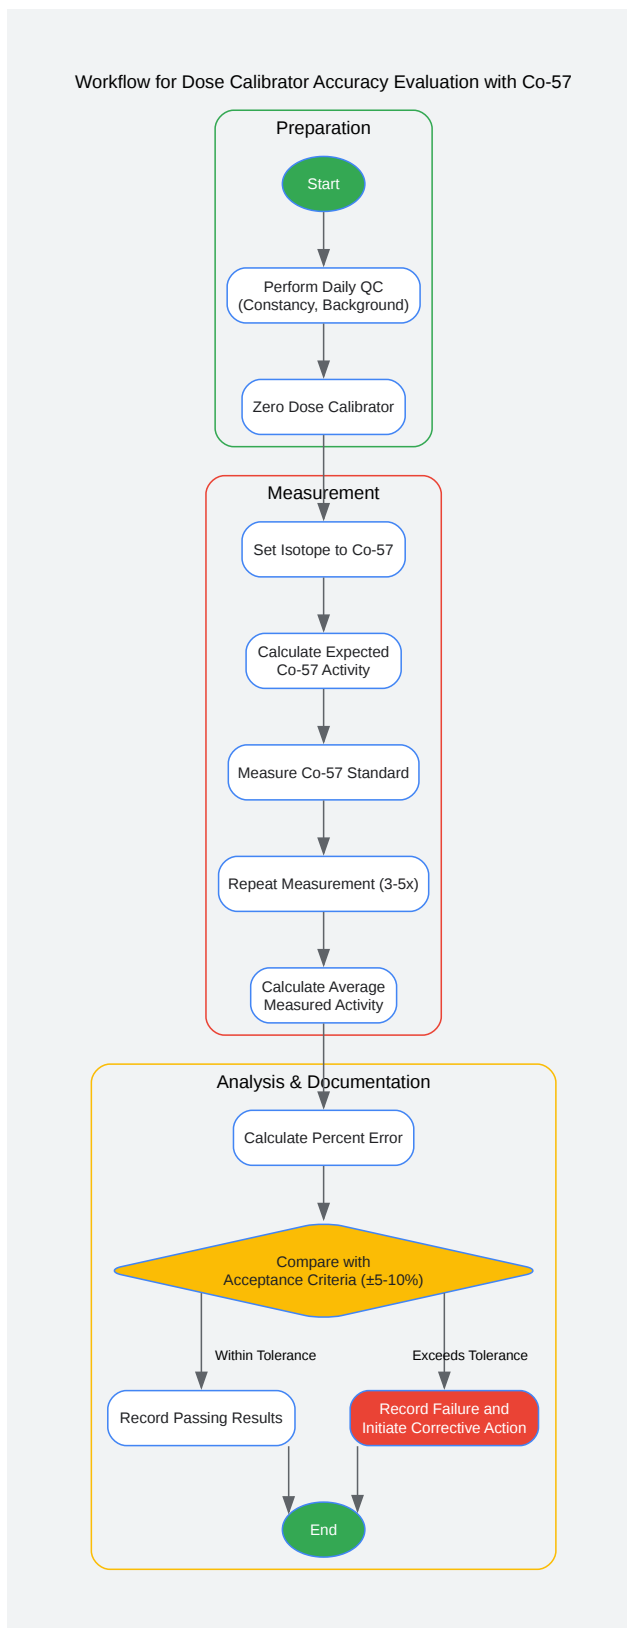 Workflow for Dose Calibrator Accuracy Evaluation with Co-57
Preparation
Start
Perform Daily QC
(Constancy, Background)
Zero Dose Calibrator
Measurement
Set Isotope to Co-57
Calculate Expected
Co-57 Activity
Measure Co-57 Standard
Repeat Measurement (3-5x)
Calculate Average
Measured Activity
Analysis & Documentation
Calculate Percent Error
Compare with
Acceptance Criteria (±5-10%)
Within Tolerance
Exceeds Tolerance
Record Passing Results
Record Failure and
Initiate Corrective Action
End